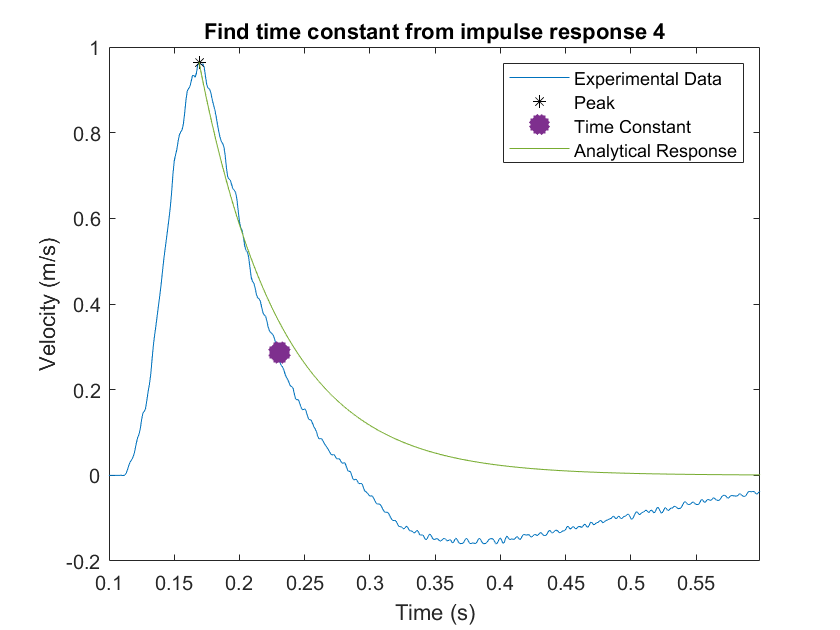 Find time constant from impulse response 4
Experimental Data
Peak
Time Constant
Analytical Response
Velocity (m/s)
1
0.8
0.6
0.4
0.2
0
-0.2
0.1 0.15 0.2 0.25 0.3 0.35 0.4 0.45 0.5 0.55
Time (s)